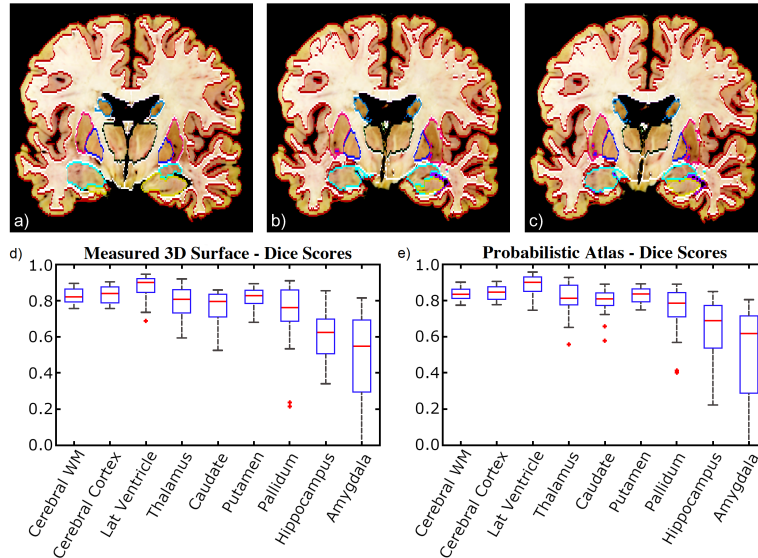 a)
b)
c)
d) Measured 3D Surface - Dice Scores
1.0
0.8
0.6
0.4
0.2
0.0
Cerebral WM
Cerebral Cortex
Lat Ventricle
Thalamus
Caudate
Putamen
Pallidum
Hippocampus
Amygdala
e) Probabilistic Atlas - Dice Scores
1.0
0.8
0.6
0.4
0.2
0.0
Cerebral WM
Cerebral Cortex
Lat Ventricle
Thalamus
Caudate
Putamen
Pallidum
Hippocampus
Amygdala